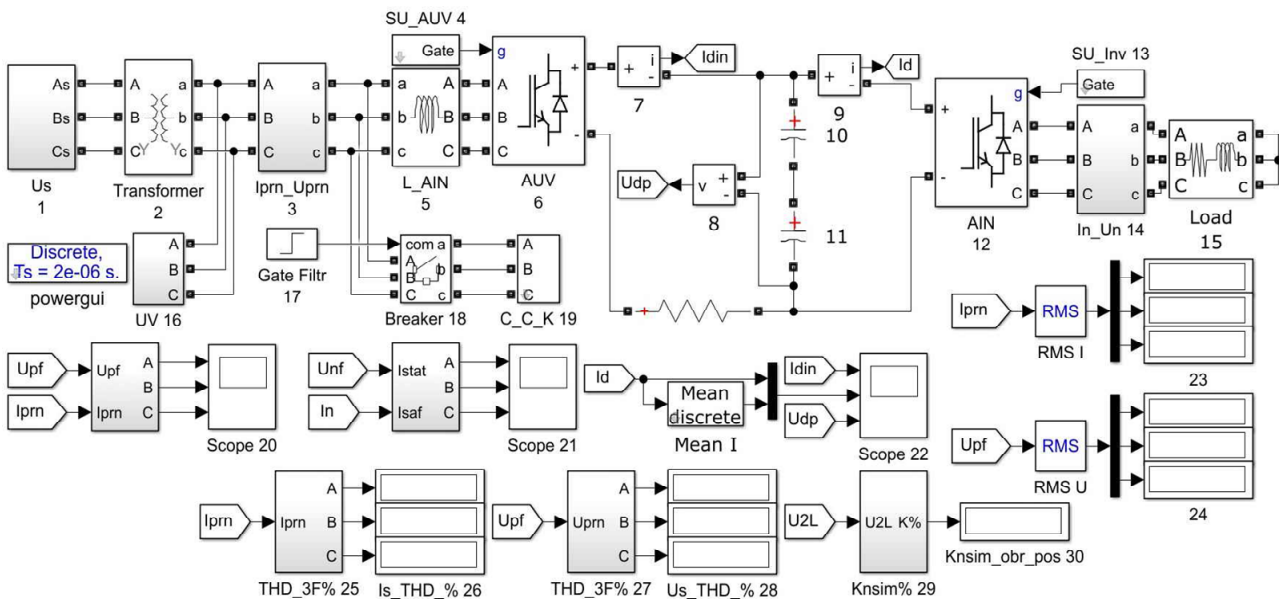 SU_AUV 4
Gate
g
As
Bs
Cs
Us
1
A
B
C
a
b
c
Y
Y
Transformer
2
A
B
C
a
b
c
Iprn_Uprn
3
a
b
c
A
B
C
L_AIN
5
A
B
C
+
-
AUV
6
+
i
-
Idin
7
+
i
-
Id
9
10
11
Udp
v
+
-
8
SU_Inv 13
Gate
g
+
-
A
B
C
AIN
12
A
B
C
a
b
c
In_Un 14
A
B
C
a
b
c
Load
15
Discrete,
Ts = 2e-06 s.
powergui
A
B
C
UV 16
Gate Filtr
17
com
a
A
B
b
C
c
Breaker 18
A
B
C
C_C_K 19
+
Iprn
RMS
RMS I
23
Upf
Iprn
Upf
Iprn
A
B
C
Scope 20
Unf
In
Istat
Isaf
A
B
C
Scope 21
Id
Mean
discrete
Mean I
Idin
Udp
Scope 22
Upf
RMS
RMS U
24
Iprn
Iprn
A
B
C
THD_3F% 25
Is_THD_% 26
Upf
Uprn
A
B
C
THD_3F% 27
Us_THD_% 28
U2L
U2L K%
Knsim% 29
Knsim_obr_pos 30